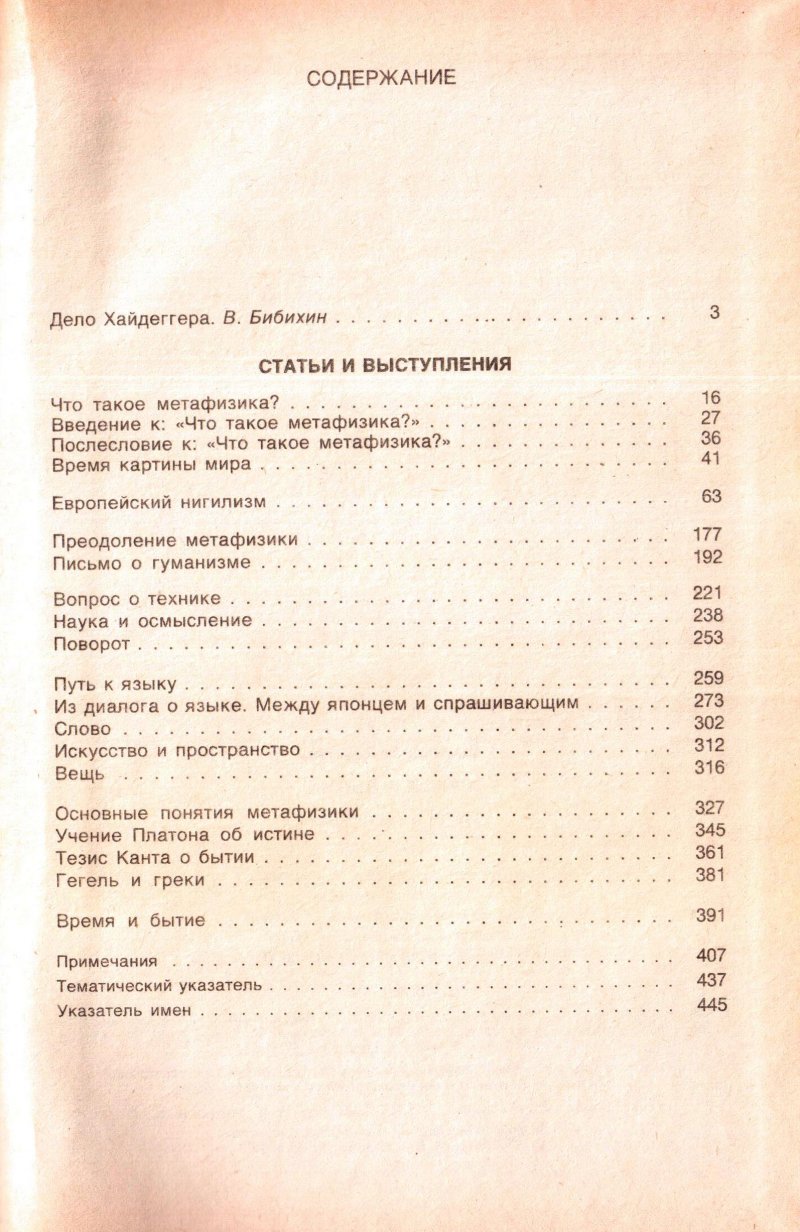 СОДЕРЖАНИЕ
Дело Хайдеггера. В. Бибихин . . . . . . . . . . . . . . . . . . . . . . 3
СТАТЬИ И ВЫСТУПЛЕНИЯ
Что такое метафизика? . . . . . . . . . . . . . . . . . . . . . . . . . 16
Введение к: «Что такое метафизика?» . . . . . . . . . . . . . . . . 27
Послесловие к: «Что такое метафизика?» . . . . . . . . . . . . . . 36
Время картины мира . . . . . . . . . . . . . . . . . . . . . . . . . . 41
Европейский нигилизм . . . . . . . . . . . . . . . . . . . . . . . . . 63
Преодоление метафизики . . . . . . . . . . . . . . . . . . . . . . . 177
Письмо о гуманизме . . . . . . . . . . . . . . . . . . . . . . . . . . 192
Вопрос о технике . . . . . . . . . . . . . . . . . . . . . . . . . . . . 221
Наука и осмысление . . . . . . . . . . . . . . . . . . . . . . . . . . 238
Поворот . . . . . . . . . . . . . . . . . . . . . . . . . . . . . . . . . 253
Путь к языку . . . . . . . . . . . . . . . . . . . . . . . . . . . . . . 259
Из диалога о языке. Между японцем и спрашивающим . . . . . . 273
Слово . . . . . . . . . . . . . . . . . . . . . . . . . . . . . . . . . . 302
Искусство и пространство . . . . . . . . . . . . . . . . . . . . . . . 312
Вещь . . . . . . . . . . . . . . . . . . . . . . . . . . . . . . . . . . 316
Основные понятия метафизики . . . . . . . . . . . . . . . . . . . . 327
Учение Платона об истине . . . . . . . . . . . . . . . . . . . . . . 345
Тезис Канта о бытии . . . . . . . . . . . . . . . . . . . . . . . . . . 361
Гегель и греки . . . . . . . . . . . . . . . . . . . . . . . . . . . . . 381
Время и бытие . . . . . . . . . . . . . . . . . . . . . . . . . . . . . 391
Примечания . . . . . . . . . . . . . . . . . . . . . . . . . . . . . . . 407
Тематический указатель . . . . . . . . . . . . . . . . . . . . . . . . 437
Указатель имен . . . . . . . . . . . . . . . . . . . . . . . . . . . . . 445